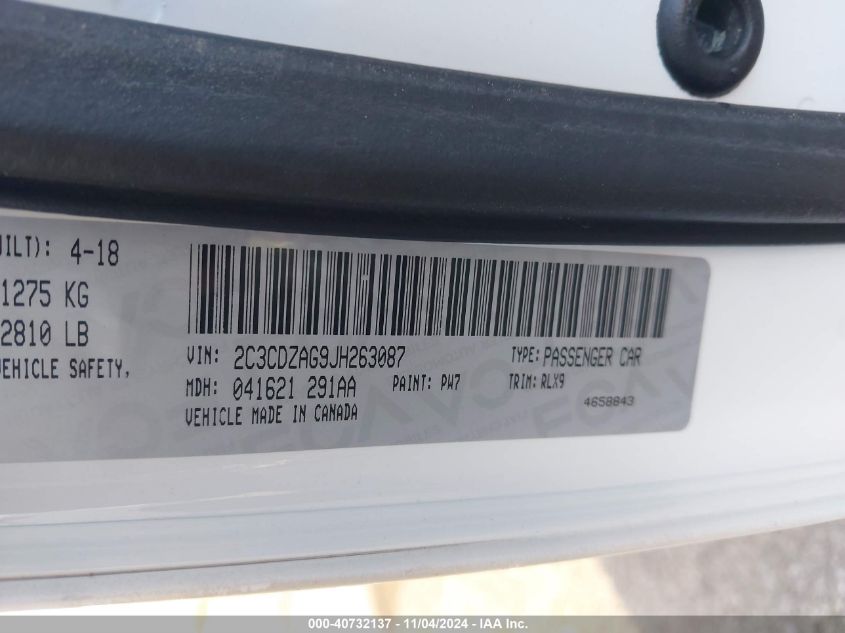 UILT): 4-18
1275 KG
2810 LB
VEHICLE SAFETY,
VIN: 2C3CDZAG9JH263087 TYPE: PASSENGER CAR
MDH: 041621 291AA PAINT: PW7 TRIM: RLX9
VEHICLE MADE IN CANADA 4658843
000-40732137 - 11/04/2024 - IAA Inc.